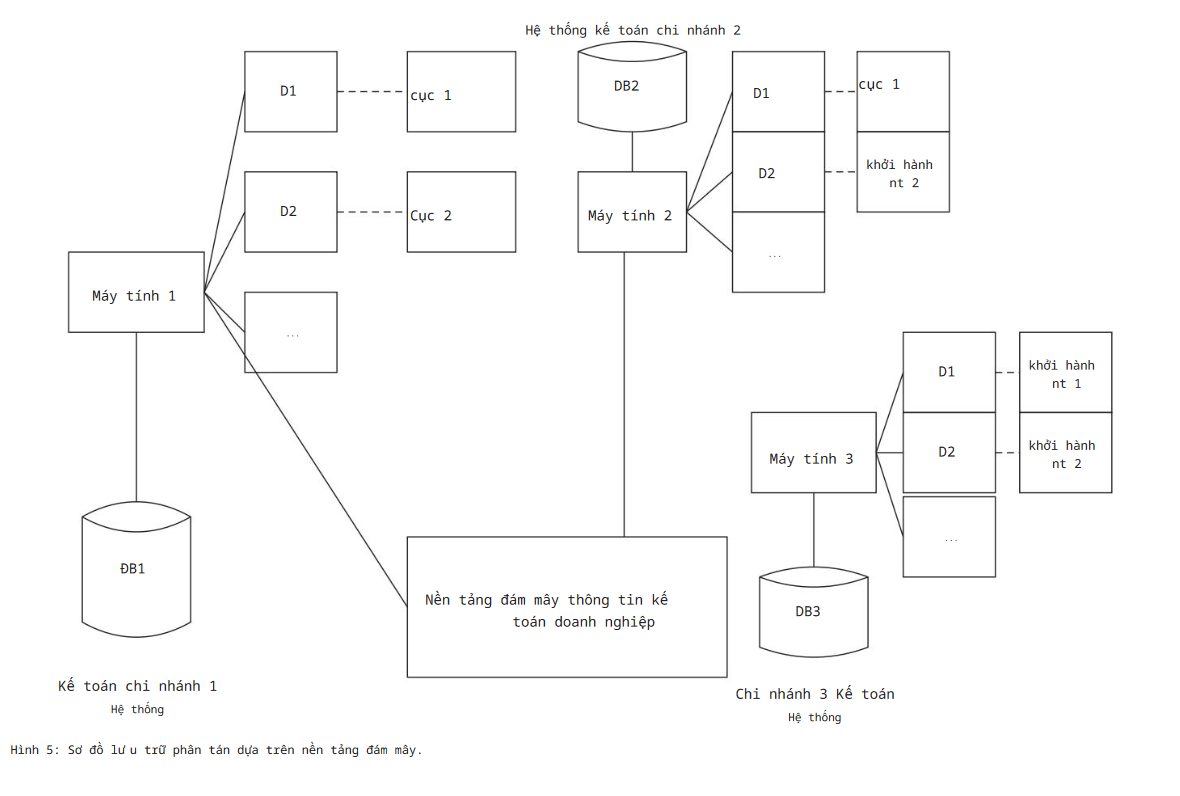 Hệ thống kế toán chi nhánh 2
D1
cục 1
D2
Cục 2
...
Máy tính 1
ĐB1
Kế toán chi nhánh 1
Hệ thống
DB2
Máy tính 2
D1
cục 1
D2
khởi hành
nt 2
...
Nền tảng đám mây thông tin kế
toán doanh nghiệp
Máy tính 3
D1
khởi hành
nt 1
D2
khởi hành
nt 2
...
DB3
Chi nhánh 3 Kế toán
Hệ thống
Hình 5: Sơ đồ lư u trữ phân tán dựa trên nền tảng đám mây.